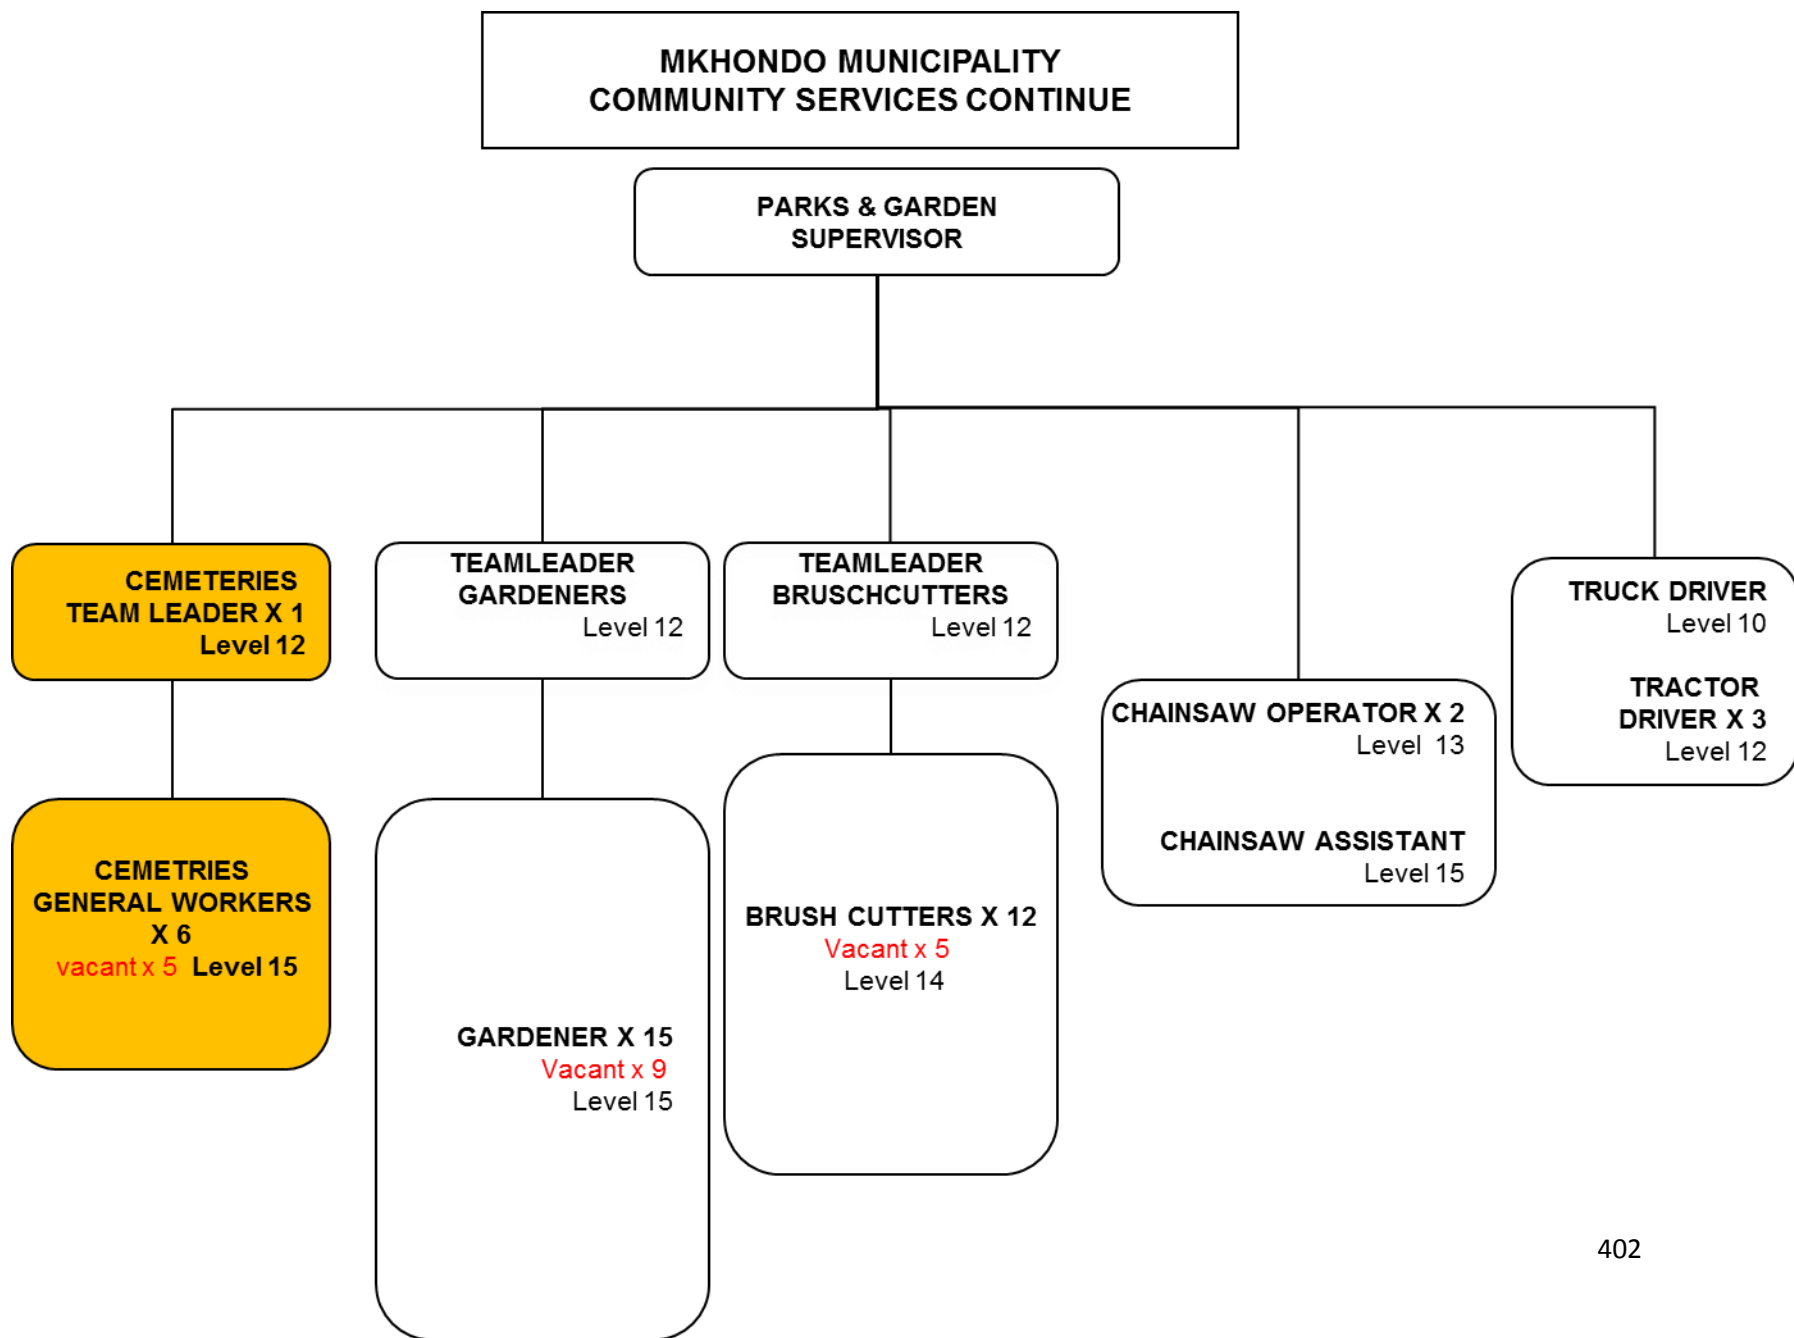 MKHONDO MUNICIPALITY
COMMUNITY SERVICES CONTINUE
PARKS & GARDEN
SUPERVISOR
CEMETERIES
TEAM LEADER X 1
Level 12
TEAMLEADER
GARDENERS
Level 12
TEAMLEADER
BRUSCHCUTTERS
Level 12
TRUCK DRIVER
Level 10
TRACTOR
DRIVER X 3
Level 12
CHAINSAW OPERATOR X 2
Level 13
CHAINSAW ASSISTANT
Level 15
CEMETRIES
GENERAL WORKERS
X 6
vacant x 5 Level 15
GARDENER X 15
Vacant x 9
Level 15
BRUSH CUTTERS X 12
Vacant x 5
Level 14
402